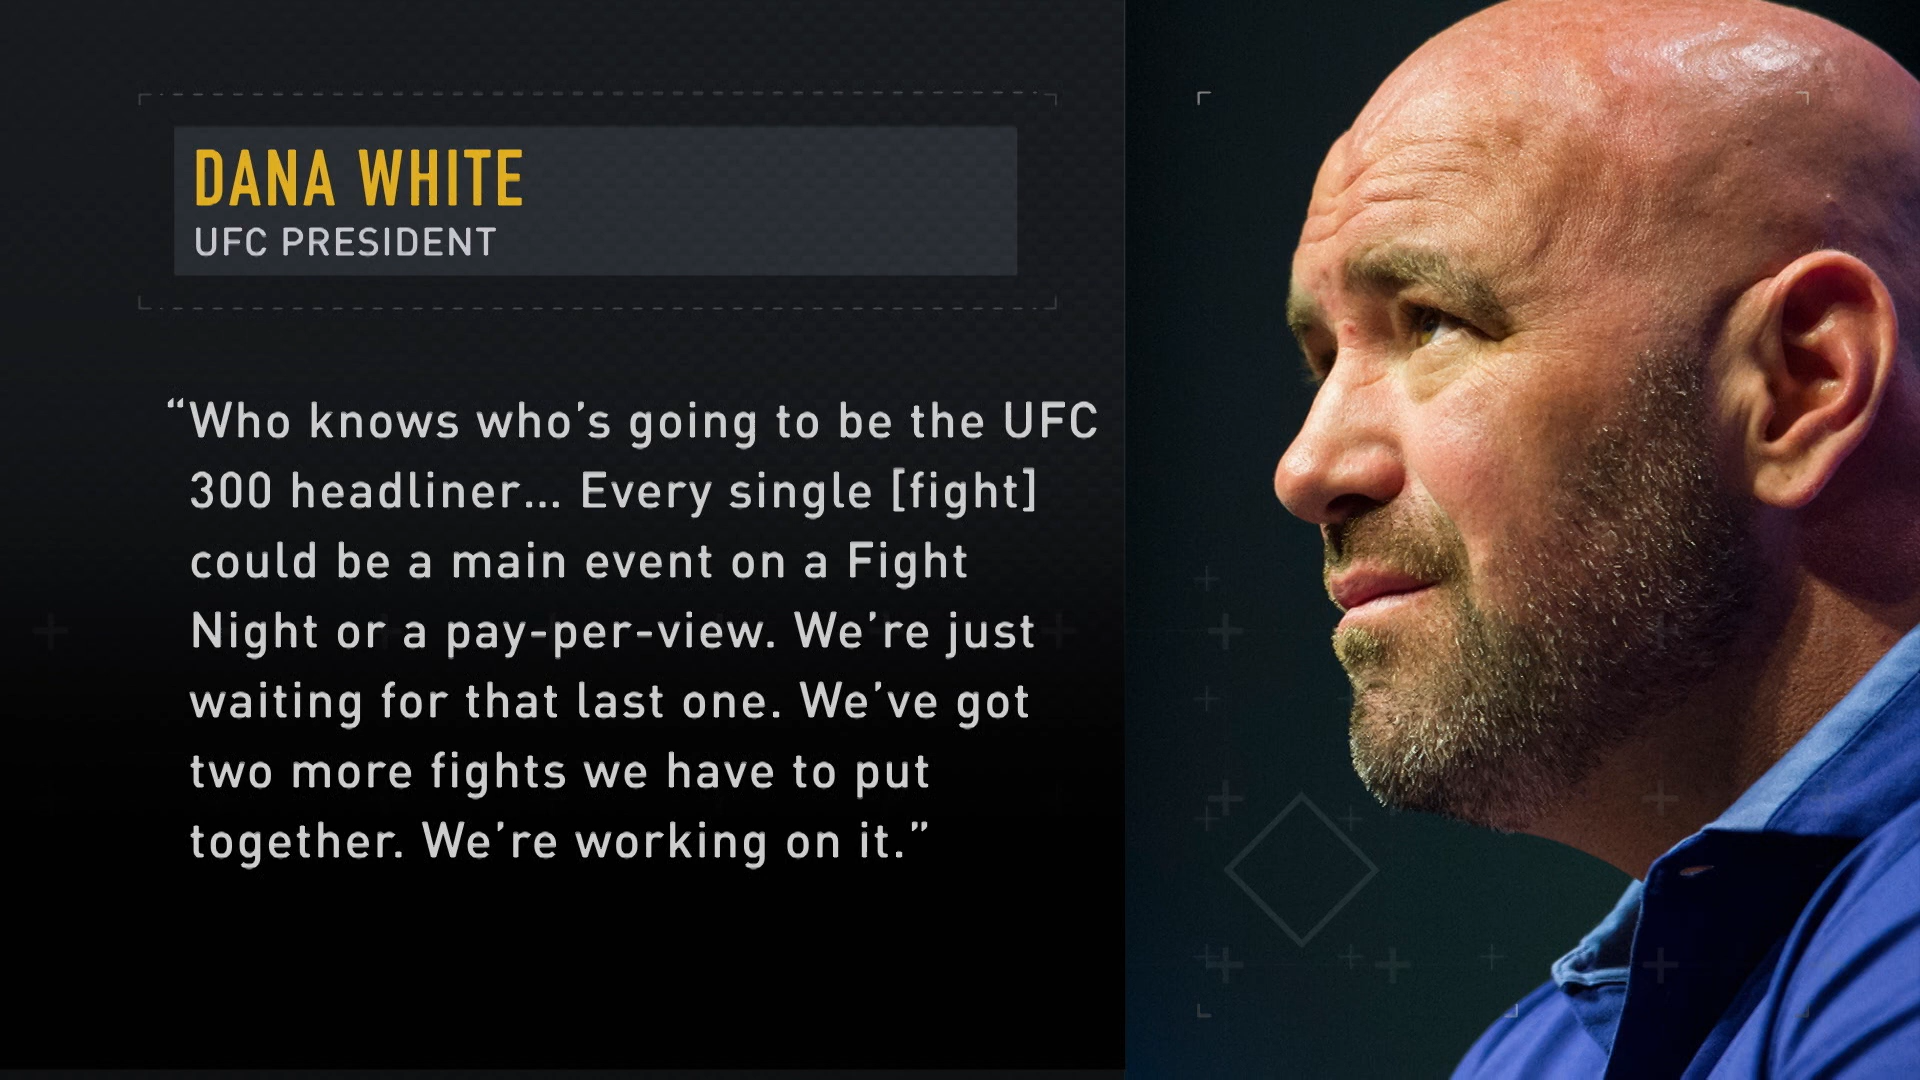 DANA WHITE
UFC PRESIDENT
“Who knows who’s going to be the UFC
300 headliner... Every single [fight]
could be a main event on a Fight
Night or a pay-per-view. We’re just
waiting for that last one. We’ve got
two more fights we have to put
together. We’re working on it.”